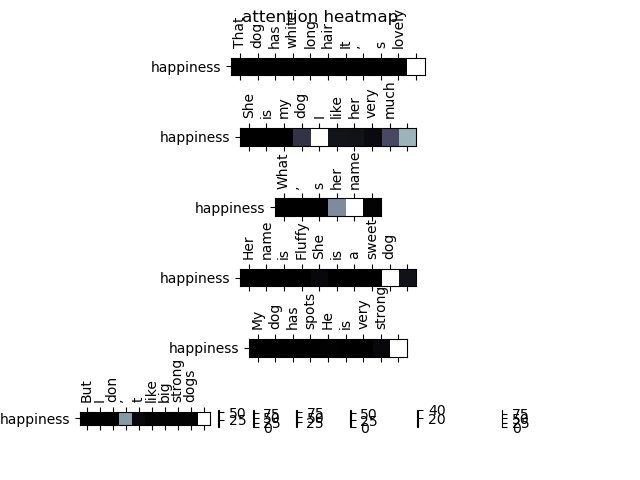 attention heatmap
That dog has white long hair It ' s lovely
happiness
She is my dog I like her very much
happiness
What ' s her name
happiness
Her name is Fluffy She is a sweet dog
happiness
My dog has spots He is very strong
happiness
But I don ' t like big strong dogs
happiness
50 75 75 50 40 75
25 50 50 25 20 50
25 25 25
0 0 0